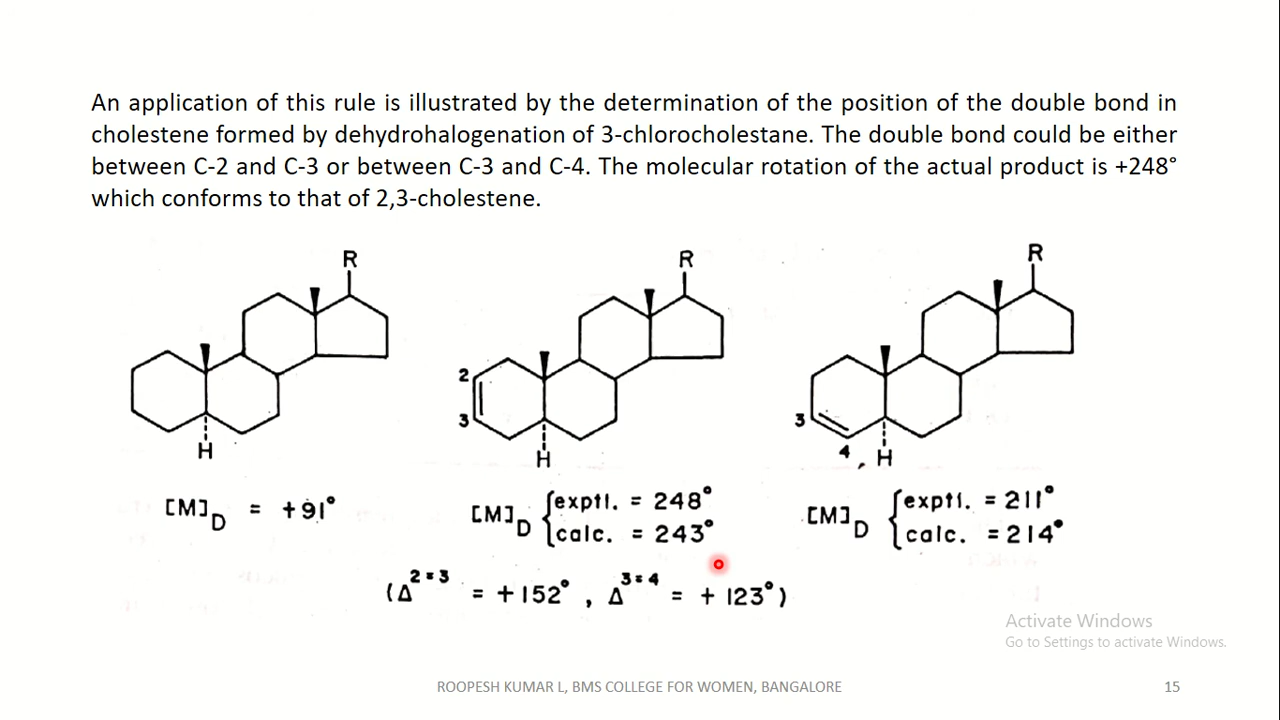 An application of this rule is illustrated by the determination of the position of the double bond in
cholestene formed by dehydrohalogenation of 3-chlorocholestane. The double bond could be either
between C-2 and C-3 or between C-3 and C-4. The molecular rotation of the actual product is +248°
which conforms to that of 2,3-cholestene.
R
R
R
2
3
3
4
H
H
, H
[M]D = +91°
[M]D { exptl. = 248°
calc. = 243°
[M]D { exptl. = 211°
calc. = 214°
(Δ2=3 = +152° , Δ3=4 = + 123°)
Activate Windows
Go to Settings to activate Windows.
ROOPESH KUMAR L, BMS COLLEGE FOR WOMEN, BANGALORE
15